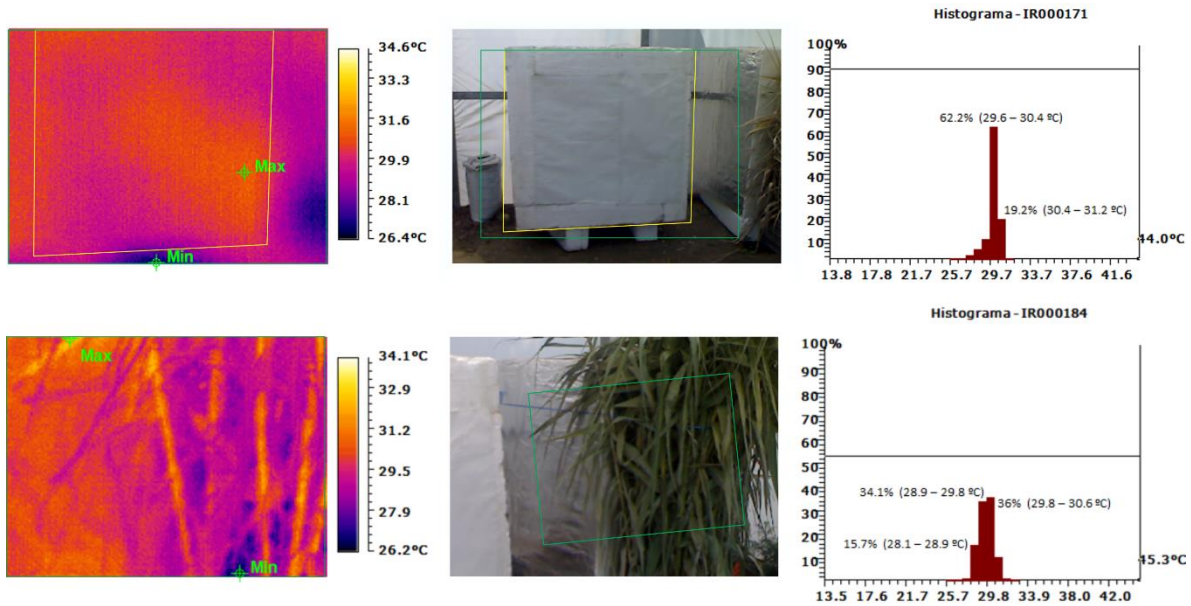 34.6ºC
33.3
31.6
29.9
28.1
26.4ºC
Max
Min
Histograma - IR000171
100%
90
80
70
60
50
40
30
20
10
62.2% (29.6 – 30.4 ºC)
19.2% (30.4 – 31.2 ºC)
44.0ºC
13.8 17.8 21.7 25.7 29.7 33.7 37.6 41.6
Max
Min
34.1ºC
32.9
31.2
29.5
27.9
26.2ºC
Histograma - IR000184
100%
90
80
70
60
50
40
30
20
10
34.1% (28.9 – 29.8 ºC)
36% (29.8 – 30.6 ºC)
15.7% (28.1 – 28.9 ºC)
45.3ºC
13.5 17.6 21.7 25.7 29.8 33.8 38.0 42.0